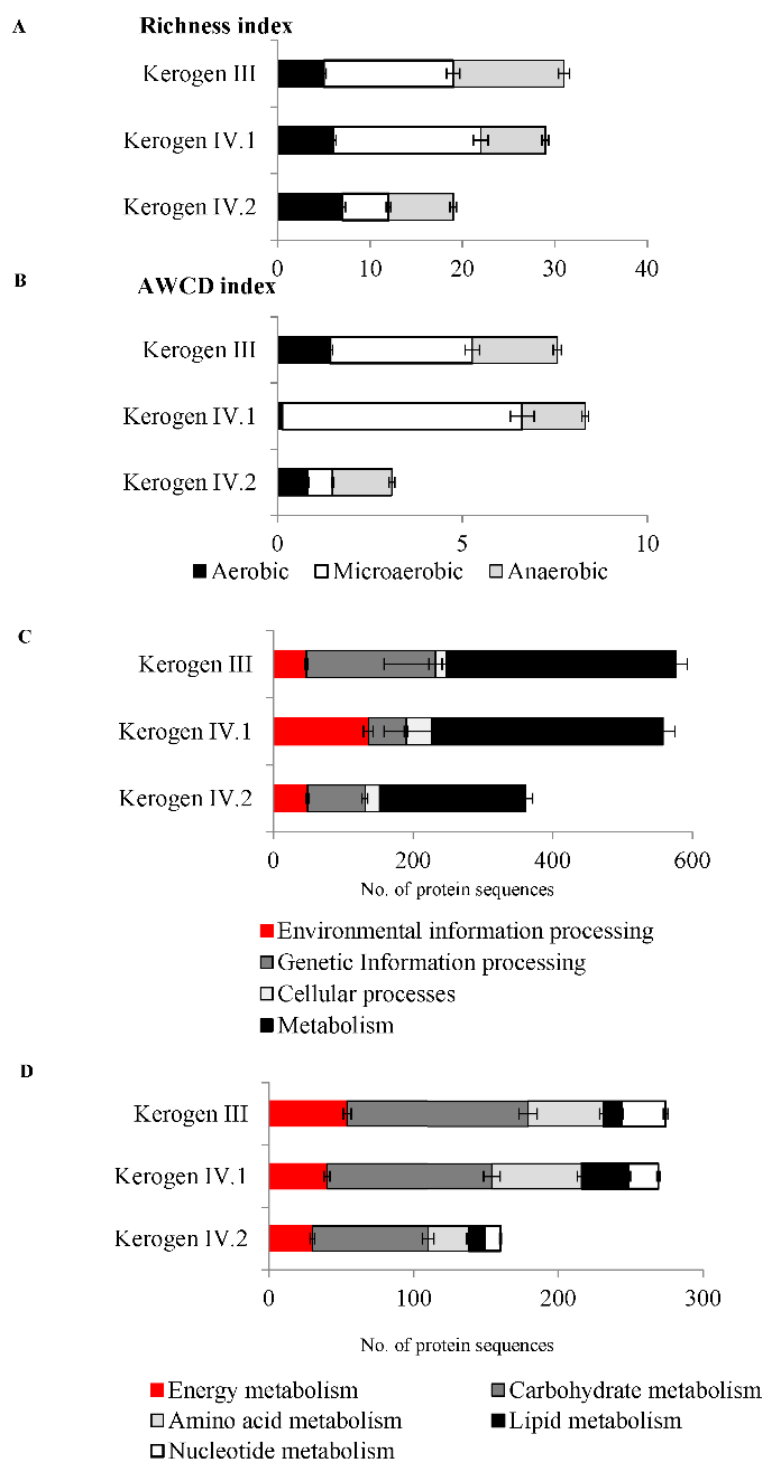 A
Richness index
Kerogen III
Kerogen IV.1
Kerogen IV.2
0 10 20 30 40
B
AWCD index
Kerogen III
Kerogen IV.1
Kerogen IV.2
0 5 10
Aerobic Microaerobic Anaerobic
C
Kerogen III
Kerogen IV.1
Kerogen IV.2
0 200 400 600
No. of protein sequences
Environmental information processing
Genetic Information processing
Cellular processes
Metabolism
D
Kerogen III
Kerogen IV.1
Kerogen IV.2
0 100 200 300
No. of protein sequences
Energy metabolism Carbohydrate metabolism
Amino acid metabolism Lipid metabolism
Nucleotide metabolism